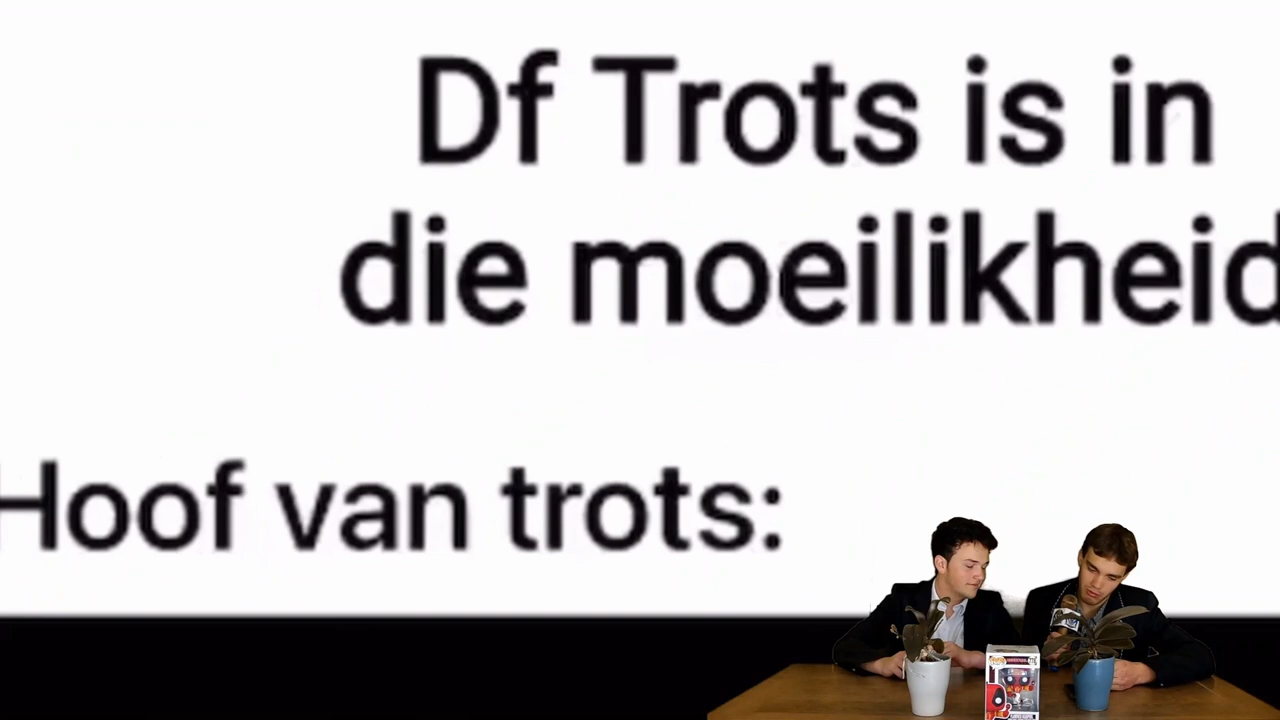 Df Trots is in
die moeilikheid
Hoof van trots: